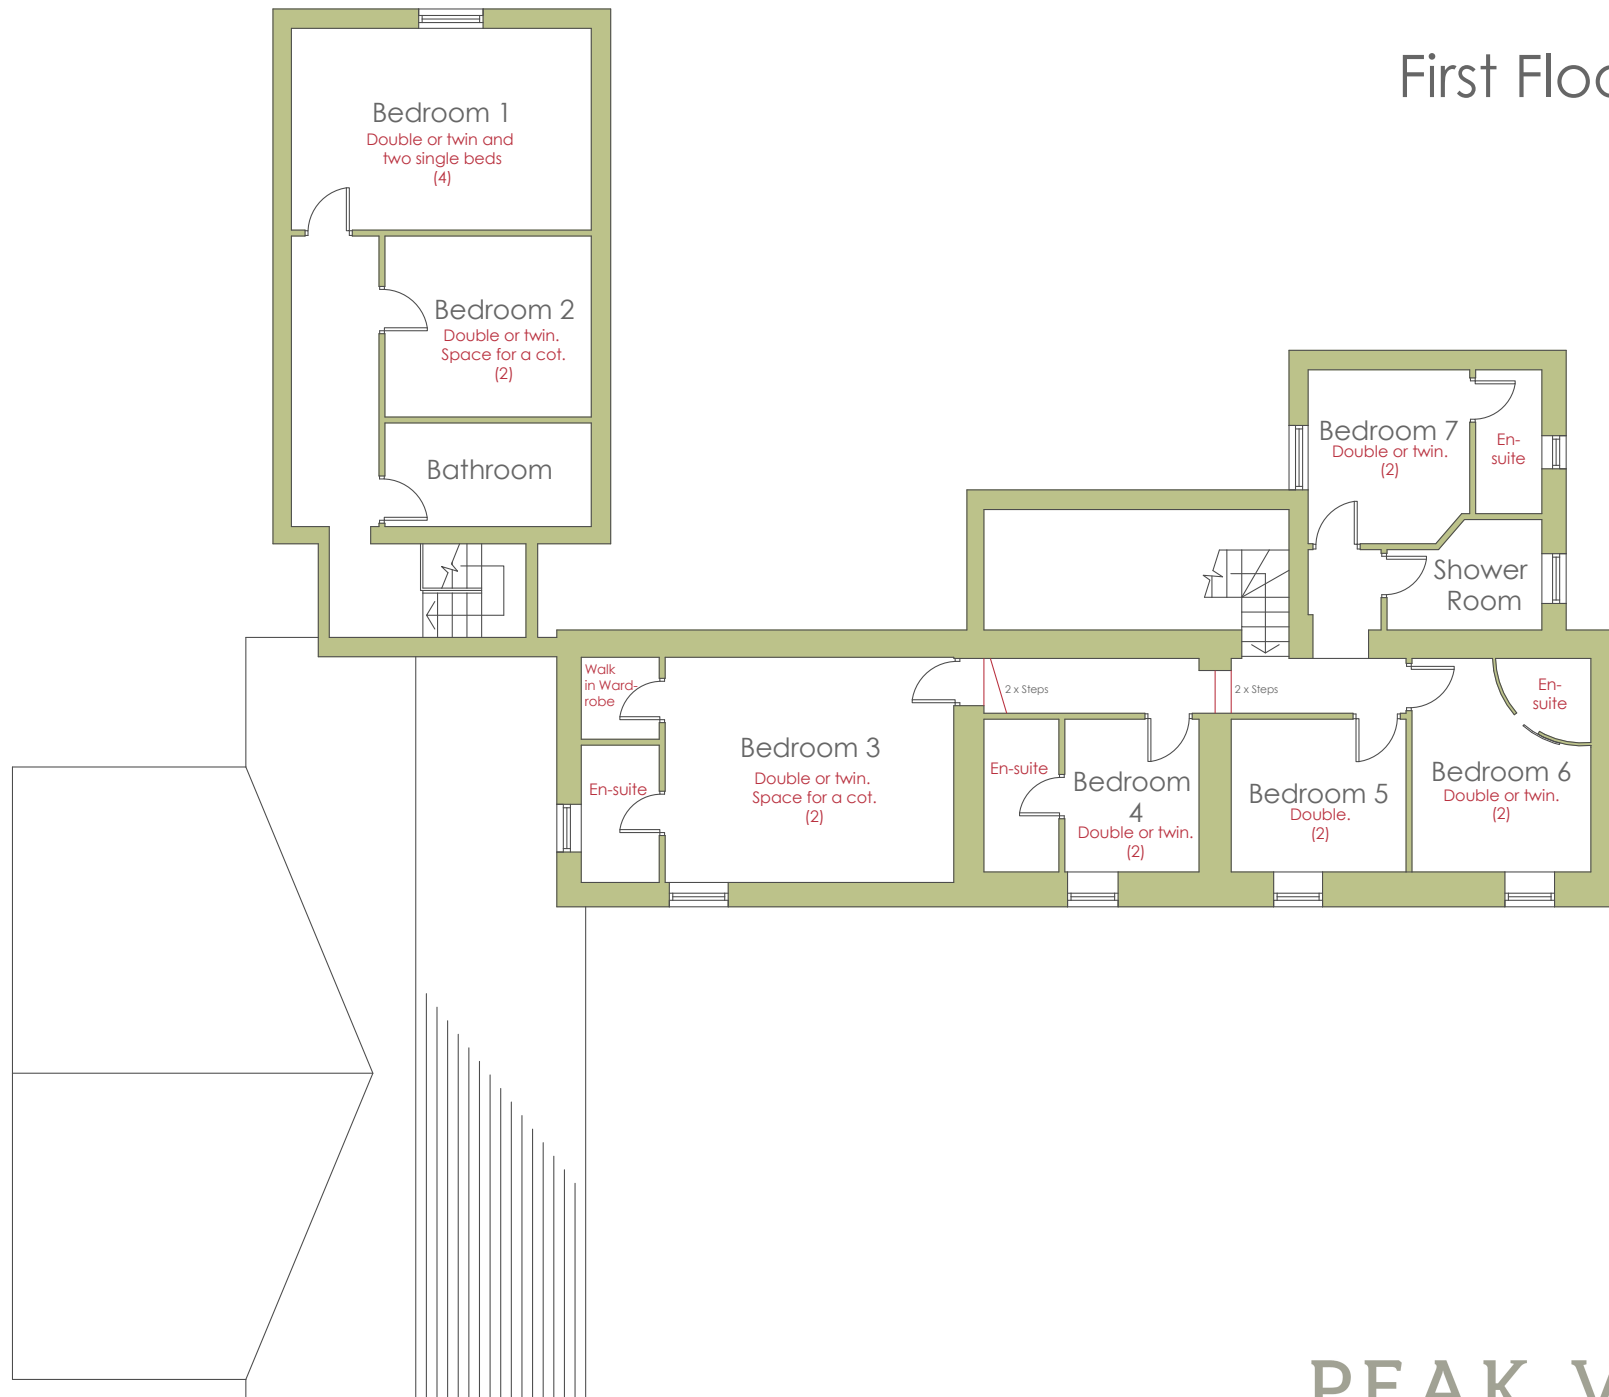 First Floo
Bedroom 1
Double or twin and
two single beds
(4)
Bedroom 2
Double or twin.
Space for a cot.
(2)
Bathroom
Bedroom 7
Double or twin.
(2)
En-
suite
Shower
Room
Walk
in Ward-
robe
2 x Steps
2 x Steps
En-
suite
Bedroom 3
Double or twin.
Space for a cot.
(2)
En-suite
En-suite
Bedroom
4
Double or twin.
(2)
Bedroom 5
Double.
(2)
Bedroom 6
Double or twin.
(2)
PEAK V